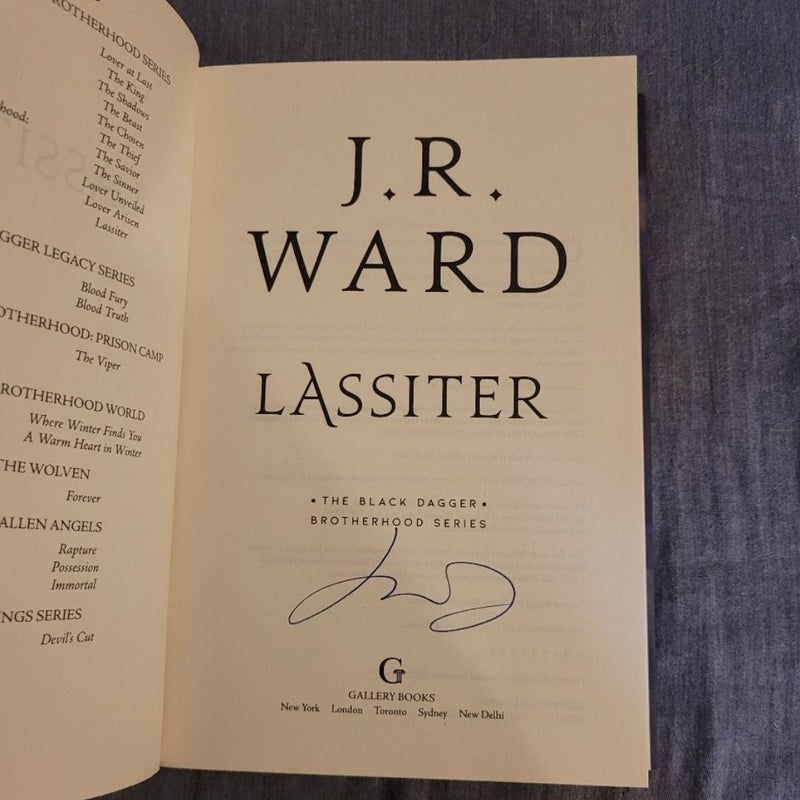 ROTHERHOOD SERIES
Lover at Last
The King
The Shadows
The Beast
The Chosen
The Thief
The Savior
The Sinner
Lover Unveiled
Lover Arisen
Lassiter
hood:
GGER LEGACY SERIES
Blood Fury
Blood Truth
OTHERHOOD: PRISON CAMP
The Viper
ROTHERHOOD WORLD
Where Winter Finds You
A Warm Heart in Winter
THE WOLVEN
Forever
ALLEN ANGELS
Rapture
Possession
Immortal
NGS SERIES
Devil's Cut
J.R.
WARD
LASSITER
• THE BLACK DAGGER •
BROTHERHOOD SERIES
G
GALLERY BOOKS
New York London Toronto Sydney New Delhi